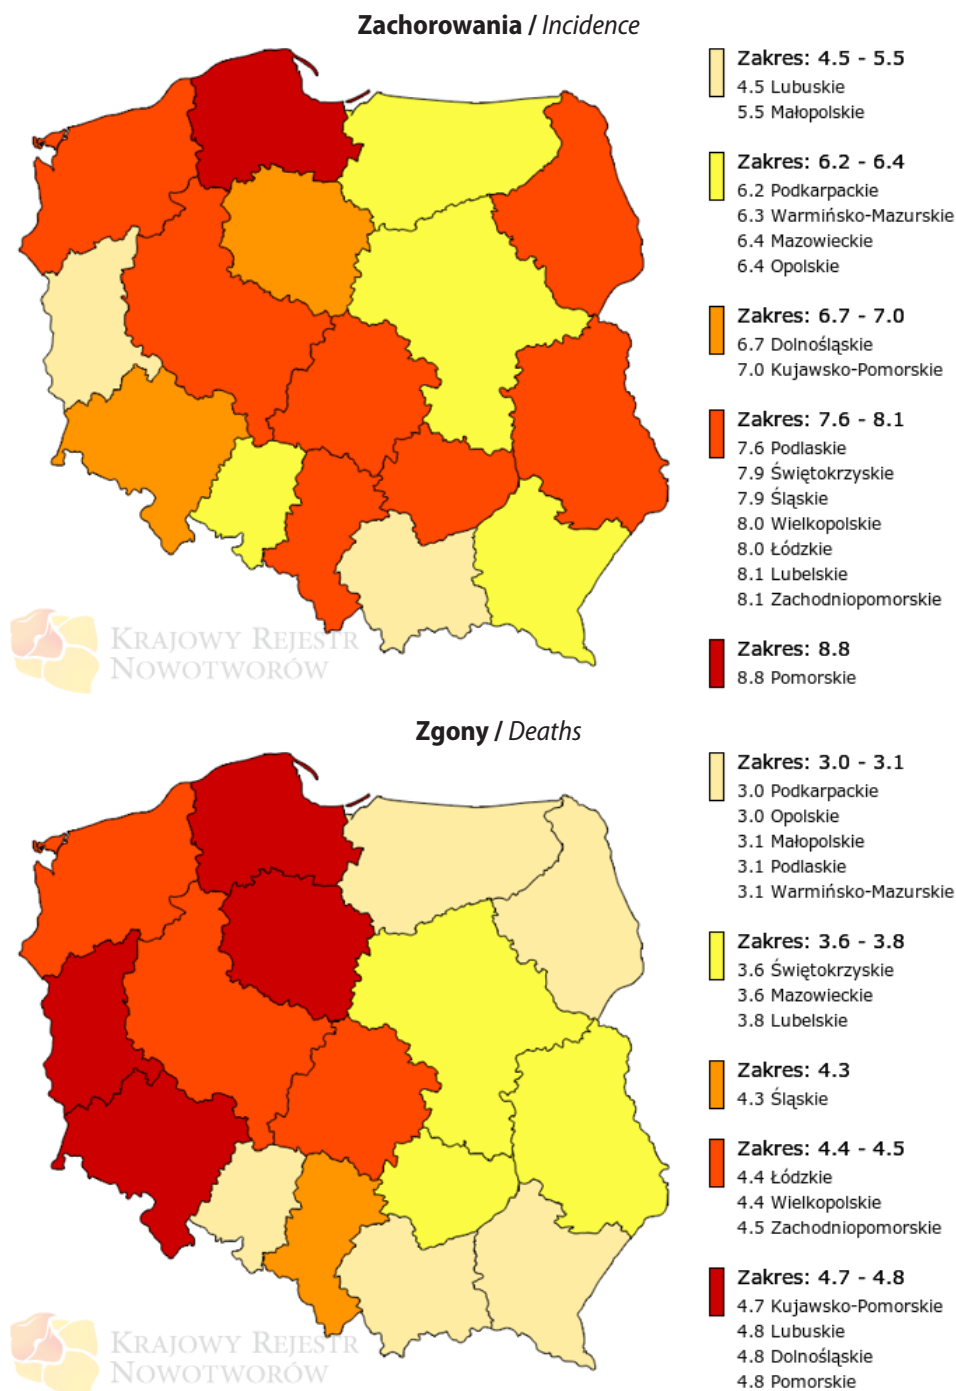 Zachorowania / Incidence
Zakres: 4.5 - 5.5
4.5 Lubuskie
5.5 Małopolskie
Zakres: 6.2 - 6.4
6.2 Podkarpackie
6.3 Warmińsko-Mazurskie
6.4 Mazowieckie
6.4 Opolskie
Zakres: 6.7 - 7.0
6.7 Dolnośląskie
7.0 Kujawsko-Pomorskie
Zakres: 7.6 - 8.1
7.6 Podlaskie
7.9 Świętokrzyskie
7.9 Śląskie
8.0 Wielkopolskie
8.0 Łódzkie
8.1 Lubelskie
8.1 Zachodniopomorskie
Zakres: 8.8
8.8 Pomorskie
Krajowy Rejestr
Nowotworów
Zgony / Deaths
Zakres: 3.0 - 3.1
3.0 Podkarpackie
3.0 Opolskie
3.1 Małopolskie
3.1 Podlaskie
3.1 Warmińsko-Mazurskie
Zakres: 3.6 - 3.8
3.6 Świętokrzyskie
3.6 Mazowieckie
3.8 Lubelskie
Zakres: 4.3
4.3 Śląskie
Zakres: 4.4 - 4.5
4.4 Łódzkie
4.4 Wielkopolskie
4.5 Zachodniopomorskie
Zakres: 4.7 - 4.8
4.7 Kujawsko-Pomorskie
4.8 Lubuskie
4.8 Dolnośląskie
4.8 Pomorskie
Krajowy Rejestr
Nowotworów